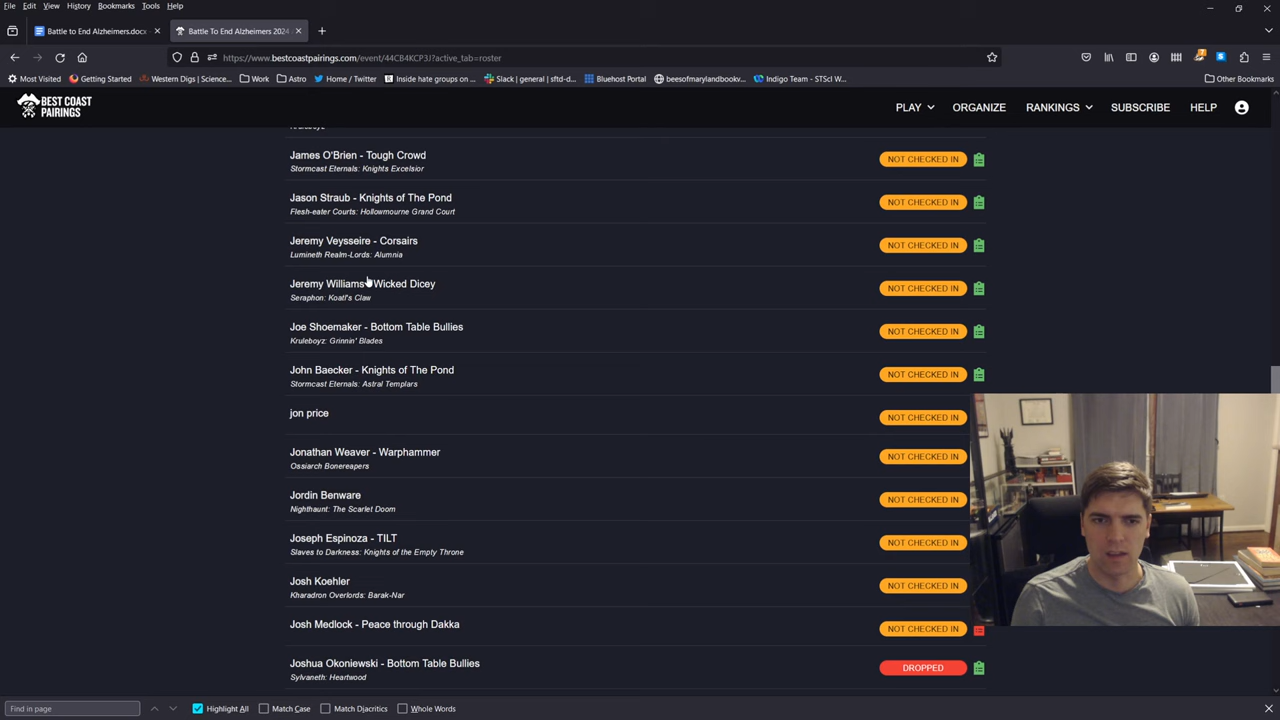 File Edit View History Bookmarks Tools Help
Battle to End Alzheimers.docx × Battle To End Alzheimers 2024 × +
https://www.bestcoastpairings.com/event/44CB4KCP3J?active_tab=roster
Most Visited Getting Started Western Digs | Science... Work Astro Home / Twitter Inside hate groups on ... Slack | general | sftd-d... Bluehost Portal beesofmarylandbookw... Indigo Team - STScI W... Other Bookmarks
BEST COAST PAIRINGS PLAY ORGANIZE RANKINGS SUBSCRIBE HELP
Kruleboyz
James O'Brien - Tough Crowd NOT CHECKED IN
Stormcast Eternals: Knights Excelsior
Jason Straub - Knights of The Pond NOT CHECKED IN
Flesh-eater Courts: Hollowmourne Grand Court
Jeremy Veysseire - Corsairs NOT CHECKED IN
Lumineth Realm-Lords: Alumnia
Jeremy Williams - Wicked Dicey NOT CHECKED IN
Seraphon: Koatl's Claw
Joe Shoemaker - Bottom Table Bullies NOT CHECKED IN
Kruleboyz: Grinnin' Blades
John Baecker - Knights of The Pond NOT CHECKED IN
Stormcast Eternals: Astral Templars
jon price NOT CHECKED IN
Jonathan Weaver - Warphammer NOT CHECKED IN
Ossiarch Bonereapers
Jordin Benware NOT CHECKED IN
Nighthaunt: The Scarlet Doom
Joseph Espinoza - TILT NOT CHECKED IN
Slaves to Darkness: Knights of the Empty Throne
Josh Koehler NOT CHECKED IN
Kharadron Overlords: Barak-Nar
Josh Medlock - Peace through Dakka NOT CHECKED IN
Joshua Okoniewski - Bottom Table Bullies DROPPED
Sylvaneth: Heartwood
Find in page Highlight All Match Case Match Diacritics Whole Words